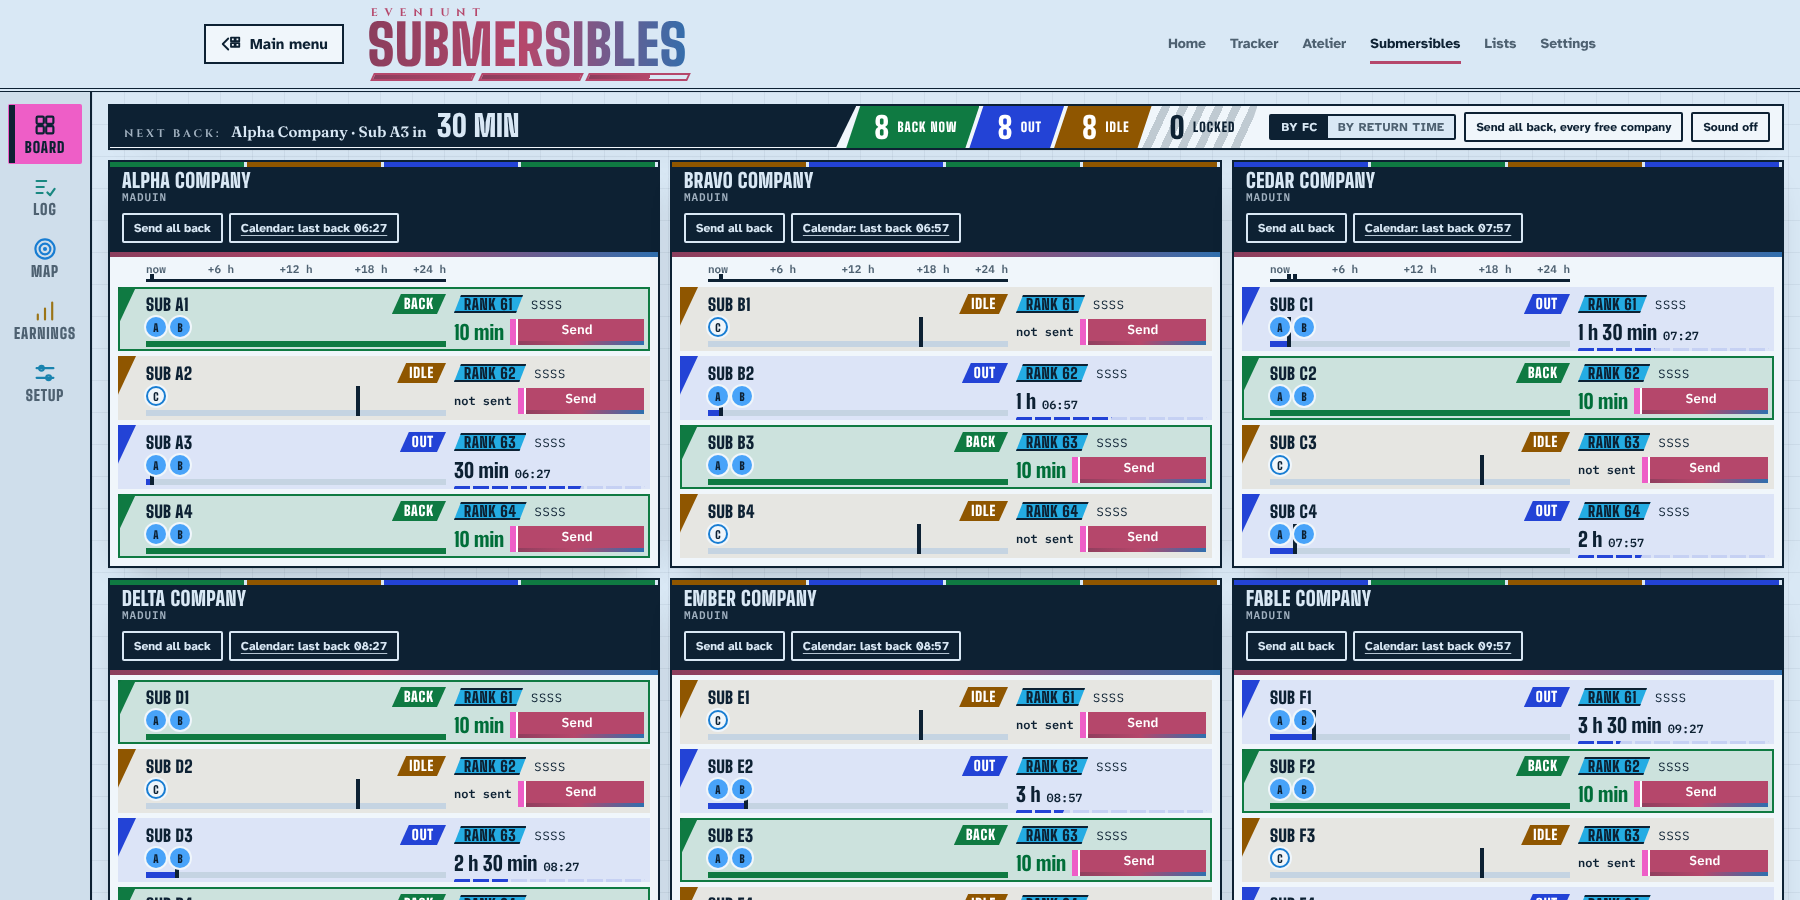 EVENIUNT
SUBMERSIBLES
Main menu
Home Tracker Atelier Submersibles Lists Settings
BOARD
LOG
MAP
EARNINGS
SETUP
NEXT BACK: Alpha Company · Sub A3 in 30 MIN
8 BACK NOW 8 OUT 8 IDLE 0 LOCKED
BY FC BY RETURN TIME Send all back, every free company Sound off
ALPHA COMPANY
MADUIN
Send all back Calendar: last back 06:27
now +6 h +12 h +18 h +24 h
SUB A1 BACK RANK 61 SSSS
A B 10 min Send
SUB A2 IDLE RANK 62 SSSS
C not sent Send
SUB A3 OUT RANK 63 SSSS
A B 30 min 06:27
SUB A4 BACK RANK 64 SSSS
A B 10 min Send
BRAVO COMPANY
MADUIN
Send all back Calendar: last back 06:57
now +6 h +12 h +18 h +24 h
SUB B1 IDLE RANK 61 SSSS
C not sent Send
SUB B2 OUT RANK 62 SSSS
A B 1 h 06:57
SUB B3 BACK RANK 63 SSSS
A B 10 min Send
SUB B4 IDLE RANK 64 SSSS
C not sent Send
CEDAR COMPANY
MADUIN
Send all back Calendar: last back 07:57
now +6 h +12 h +18 h +24 h
SUB C1 OUT RANK 61 SSSS
A B 1 h 30 min 07:27
SUB C2 BACK RANK 62 SSSS
A B 10 min Send
SUB C3 IDLE RANK 63 SSSS
C not sent Send
SUB C4 OUT RANK 64 SSSS
A B 2 h 07:57
DELTA COMPANY
MADUIN
Send all back Calendar: last back 08:27
SUB D1 BACK RANK 61 SSSS
A B 10 min Send
SUB D2 IDLE RANK 62 SSSS
C not sent Send
SUB D3 OUT RANK 63 SSSS
A B 2 h 30 min 08:27
EMBER COMPANY
MADUIN
Send all back Calendar: last back 08:57
SUB E1 IDLE RANK 61 SSSS
C not sent Send
SUB E2 OUT RANK 62 SSSS
A B 3 h 08:57
SUB E3 BACK RANK 63 SSSS
A B 10 min Send
FABLE COMPANY
MADUIN
Send all back Calendar: last back 09:57
SUB F1 OUT RANK 61 SSSS
A B 3 h 30 min 09:27
SUB F2 BACK RANK 62 SSSS
A B 10 min Send
SUB F3 IDLE RANK 63 SSSS
C not sent Send